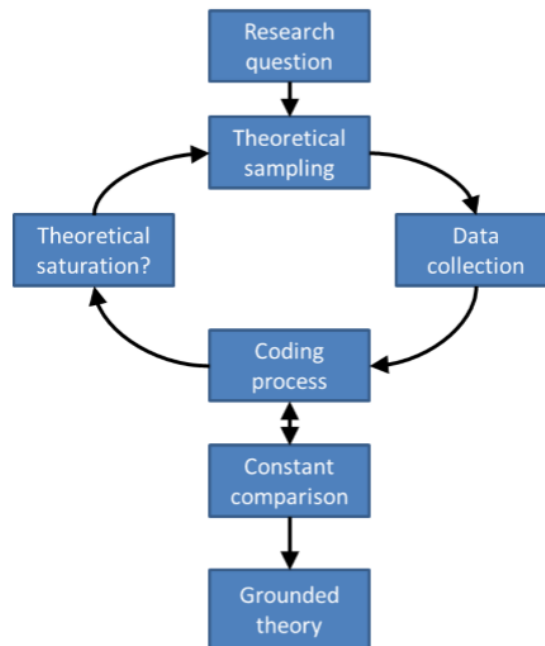 Research
question
Theoretical
sampling
Theoretical
saturation?
Data
collection
Coding
process
Constant
comparison
Grounded
theory